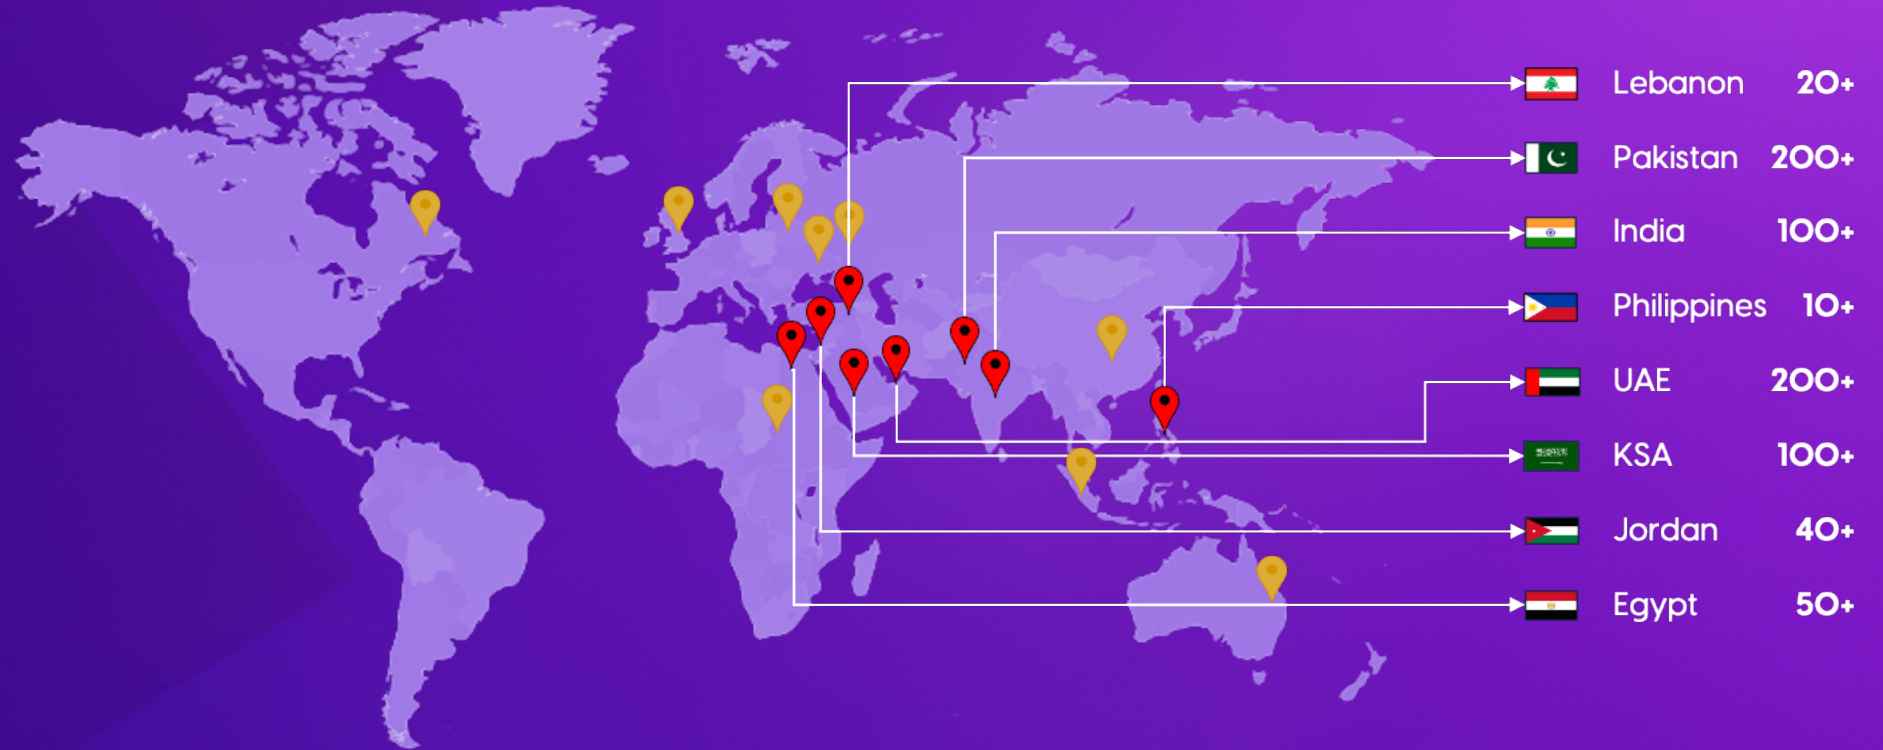 Lebanon 20+
Pakistan 200+
India 100+
Philippines 10+
UAE 200+
KSA 100+
Jordan 40+
Egypt 50+